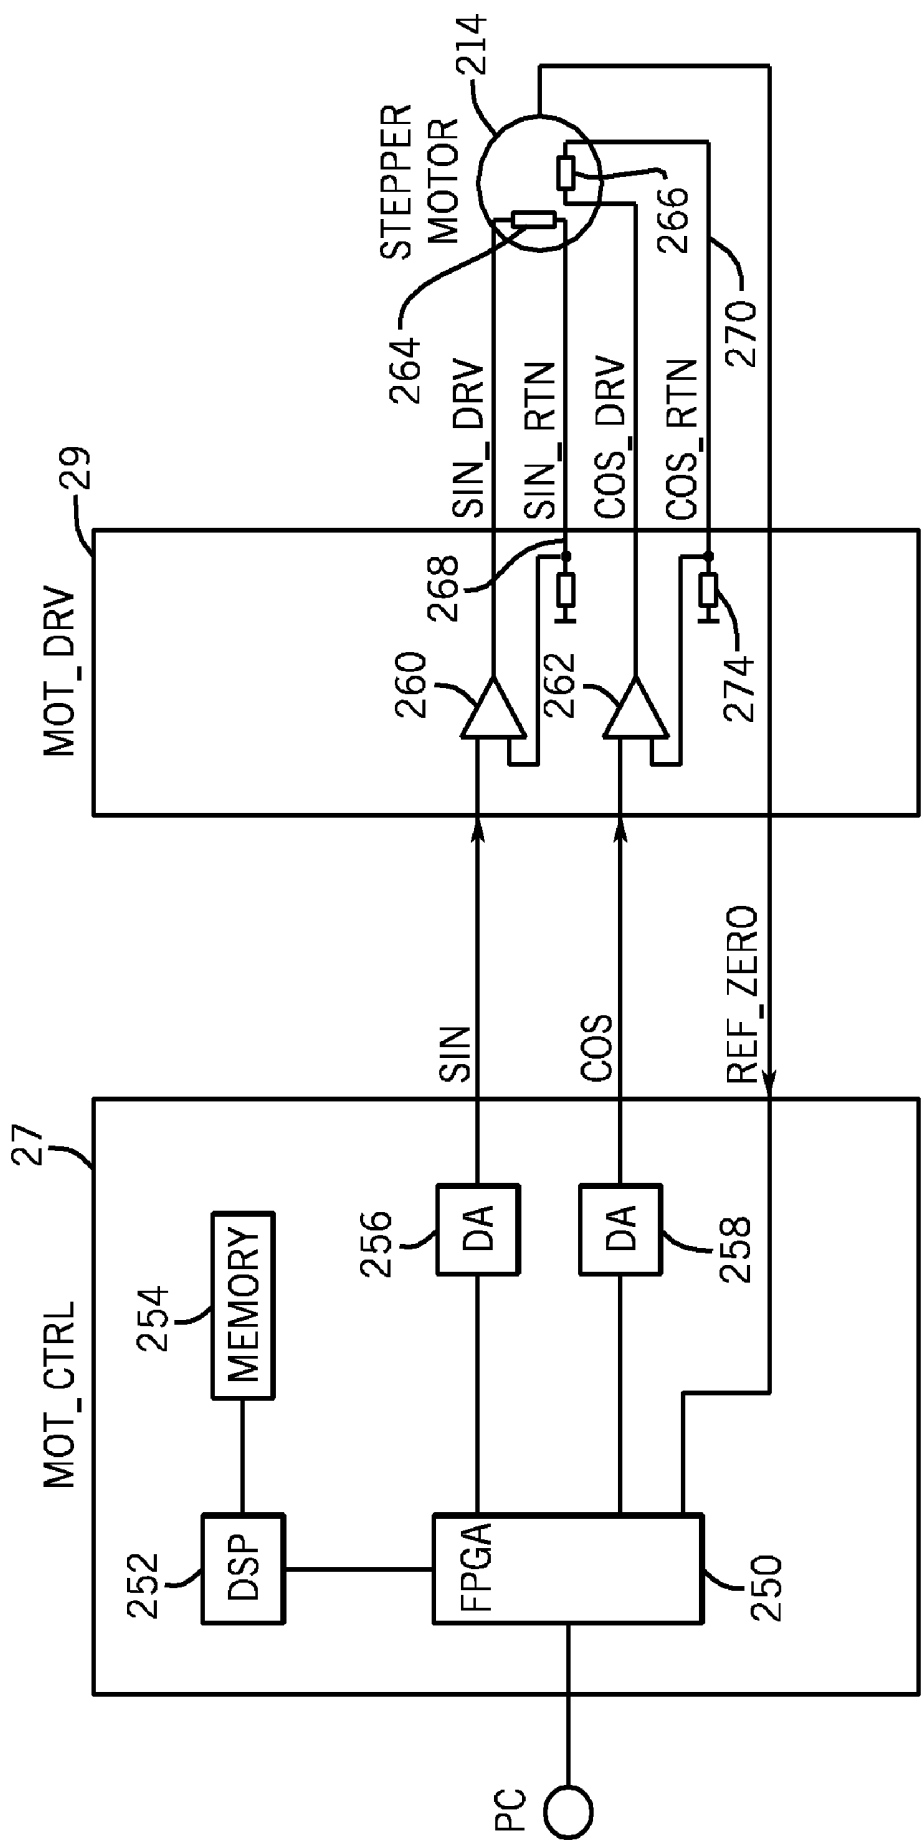 MOT_CTRL
27
252
DSP
254
MEMORY
FPGA
250
PC
256
DA
258
DA
SIN
COS
REF_ZERO
MOT_DRV
29
260
262
268
274
SIN_DRV
SIN_RTN
COS_DRV
COS_RTN
264
266
270
STEPPER
MOTOR
214